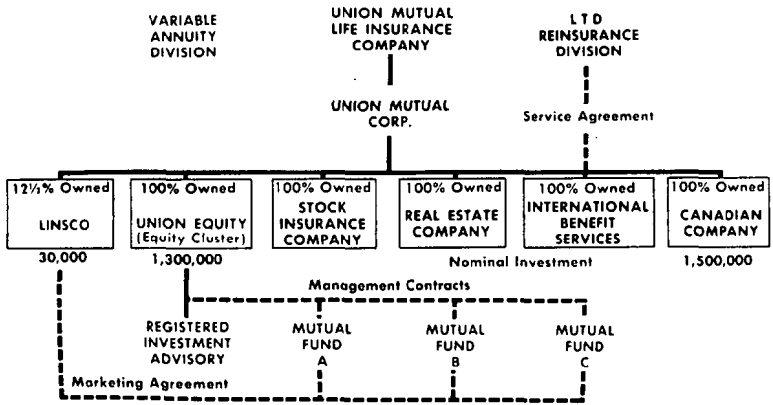 VARIABLE
ANNUITY
DIVISION
UNION MUTUAL
LIFE INSURANCE
COMPANY
LTD
REINSURANCE
DIVISION
UNION MUTUAL
CORP.
Service Agreement
12½% Owned
LINSCO
30,000
100% Owned
UNION EQUITY
(Equity Cluster)
1,300,000
100% Owned
STOCK
INSURANCE
COMPANY
100% Owned
REAL ESTATE
COMPANY
100% Owned
INTERNATIONAL
BENEFIT
SERVICES
100% Owned
CANADIAN
COMPANY
1,500,000
Nominal Investment
Management Contracts
REGISTERED
INVESTMENT
ADVISORY
MUTUAL
FUND
A
MUTUAL
FUND
B
MUTUAL
FUND
C
Marketing Agreement